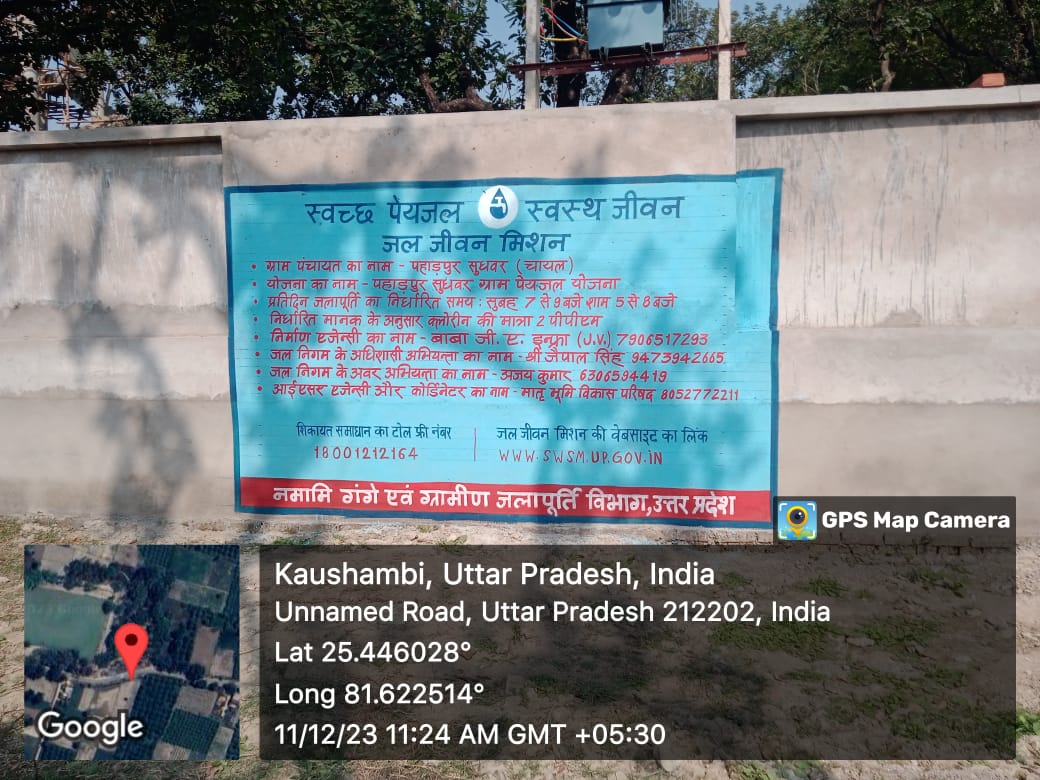 स्वच्छ पेयजल स्वस्थ जीवन
जल जीवन मिशन
• ग्राम पंचायत का नाम - पहाड़पुर सुधवर (चायल)
• योजना का नाम - पहाड़पुर सुधवर ग्राम पेयजल योजना
• प्रतिदिन जलापूर्ति का निर्धारित समय : सुबह 7 से 9 बजे शाम 5 से 8 बजे
• निर्धारित मानक के अनुसार क्लोरीन की मात्रा 2 पीपीएम
• निर्माण एजेन्सी का नाम - बाबा जी. ए. इन्फ्रा (J.V.) 7906517293
• जल निगम के अधिशासी अभियन्ता का नाम - श्री जैपाल सिंह 9473942665
• जल निगम के अवर अभियन्ता का नाम - अजय कुमार 6306594419
• आईएसए एजेन्सी और कोर्डिनेटर का नाम - मातृ भूमि विकास परिषद 8052772211
शिकायत समाधान का टोल फ्री नंबर
18001212164
जल जीवन मिशन की वेबसाइट का लिंक
WWW.SWSM.UP.GOV.IN
नमामि गंगे एवं ग्रामीण जलापूर्ति विभाग, उत्तर प्रदेश
GPS Map Camera
Kaushambi, Uttar Pradesh, India
Unnamed Road, Uttar Pradesh 212202, India
Lat 25.446028°
Long 81.622514°
11/12/23 11:24 AM GMT +05:30
Google